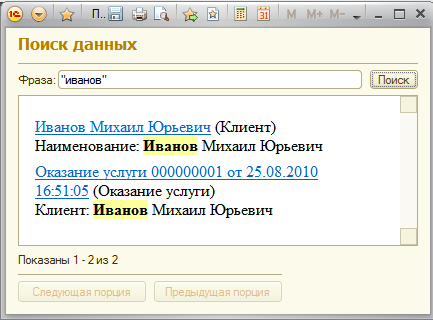 1С П.. 31 M M+ M-
Поиск данных
Фраза: "иванов" Поиск
Иванов Михаил Юрьевич (Клиент)
Наименование: Иванов Михаил Юрьевич
Оказание услуги 000000001 от 25.08.2010
16:51:05 (Оказание услуги)
Клиент: Иванов Михаил Юрьевич
Показаны 1 - 2 из 2
Следующая порция Предыдущая порция